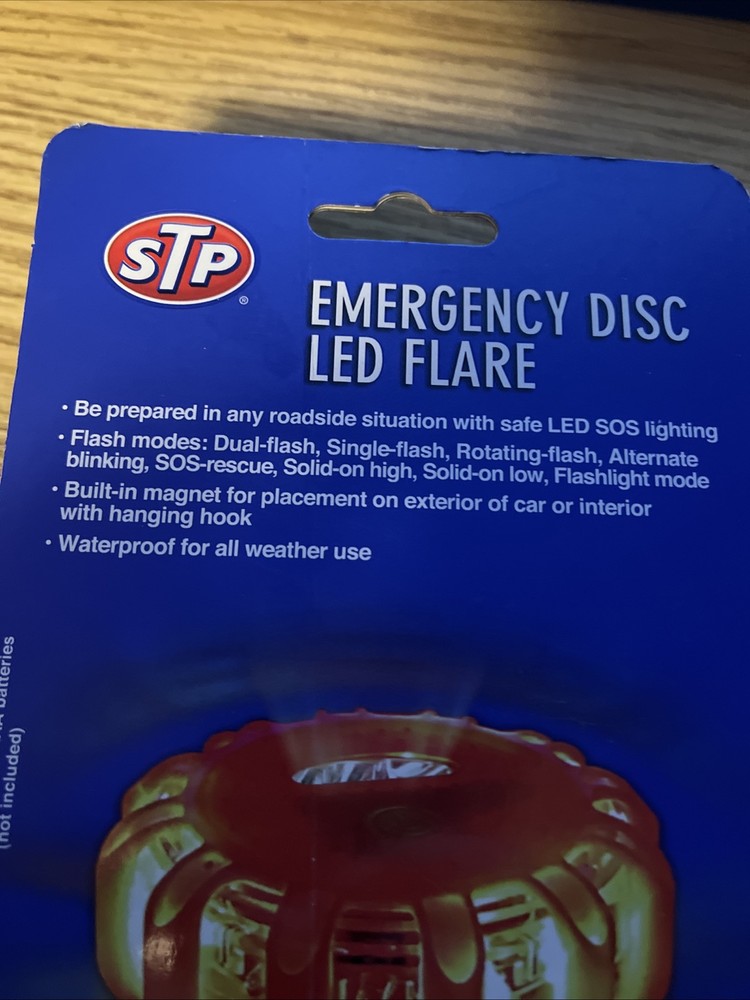 STP
®
EMERGENCY DISC
LED FLARE
• Be prepared in any roadside situation with safe LED SOS lighting
• Flash modes: Dual-flash, Single-flash, Rotating-flash, Alternate
blinking, SOS-rescue, Solid-on high, Solid-on low, Flashlight mode
• Built-in magnet for placement on exterior of car or interior
with hanging hook
• Waterproof for all weather use
batteries
(not included)